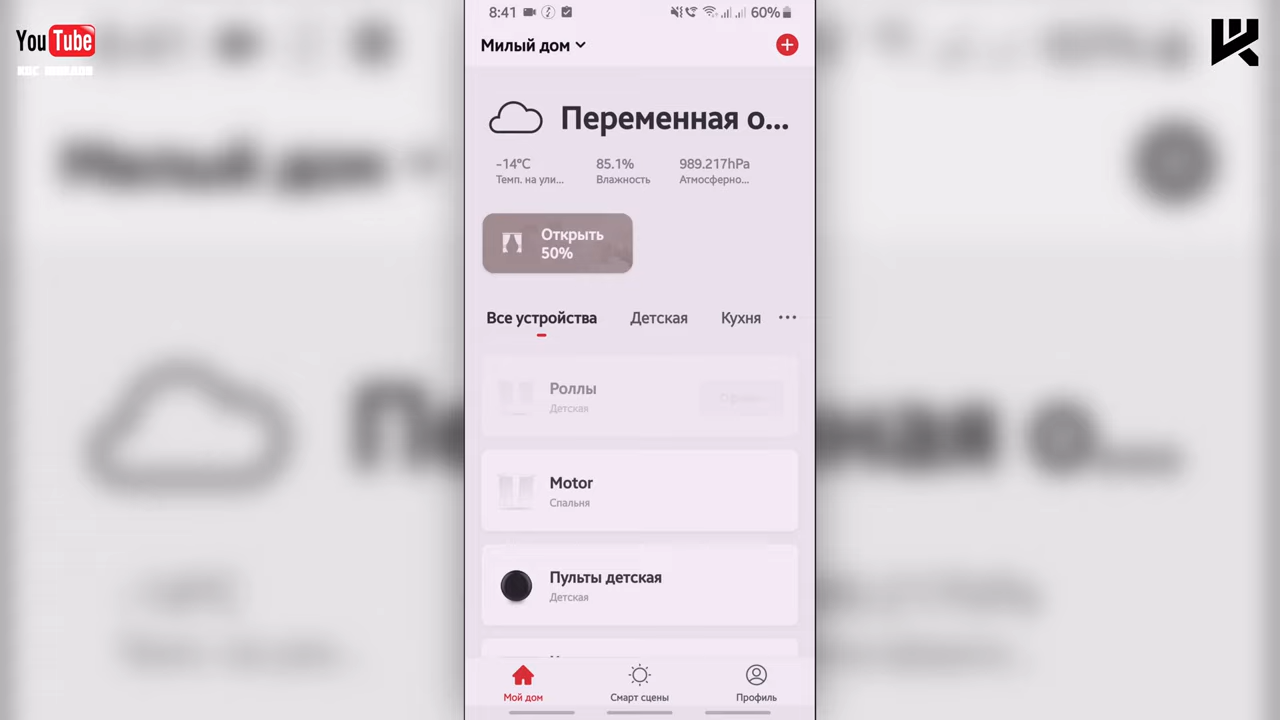 YouTube
8:41
60%
Милый дом
Переменная о...
-14°C
85.1%
989.217hPa
Темп. на ули...
Влажность
Атмосферно...
Открыть
50%
Все устройства
Детская
Кухня
Роллы
Детская
Motor
Спальня
Пульты детская
Детская
Мой дом
Смарт сцены
Профиль